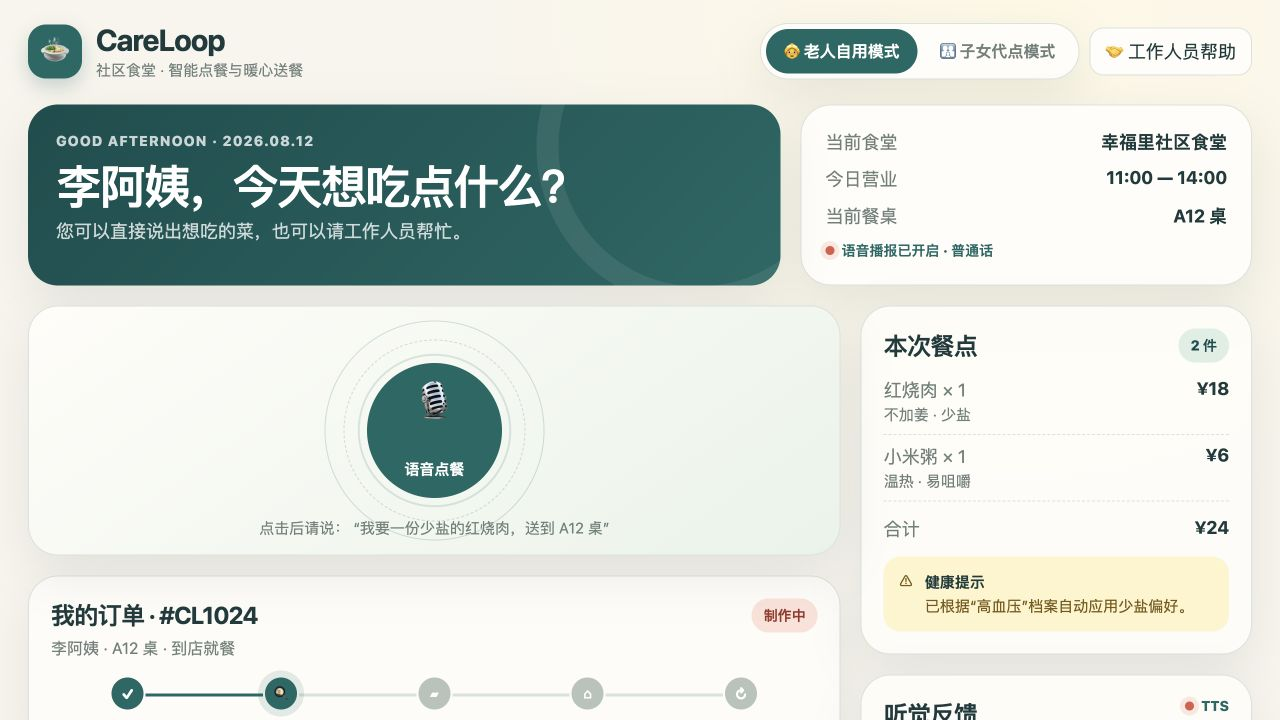 CareLoop
社区食堂 · 智能点餐与暖心送餐
老人自用模式
子女代点模式
工作人员帮助
GOOD AFTERNOON · 2026.08.12
李阿姨，今天想吃点什么？
您可以直接说出想吃的菜，也可以请工作人员帮忙。
当前食堂 幸福里社区食堂
今日营业 11:00 — 14:00
当前餐桌 A12 桌
语音播报已开启 · 普通话
语音点餐
点击后请说： “我要一份少盐的红烧肉，送到 A12 桌”
本次餐点
2 件
红烧肉 × 1 ¥18
不加姜 · 少盐
小米粥 × 1 ¥6
温热 · 易咀嚼
合计 ¥24
健康提示
已根据“高血压”档案自动应用少盐偏好。
我的订单 · #CL1024
制作中
李阿姨 · A12 桌 · 到店就餐
听觉反馈
TTS